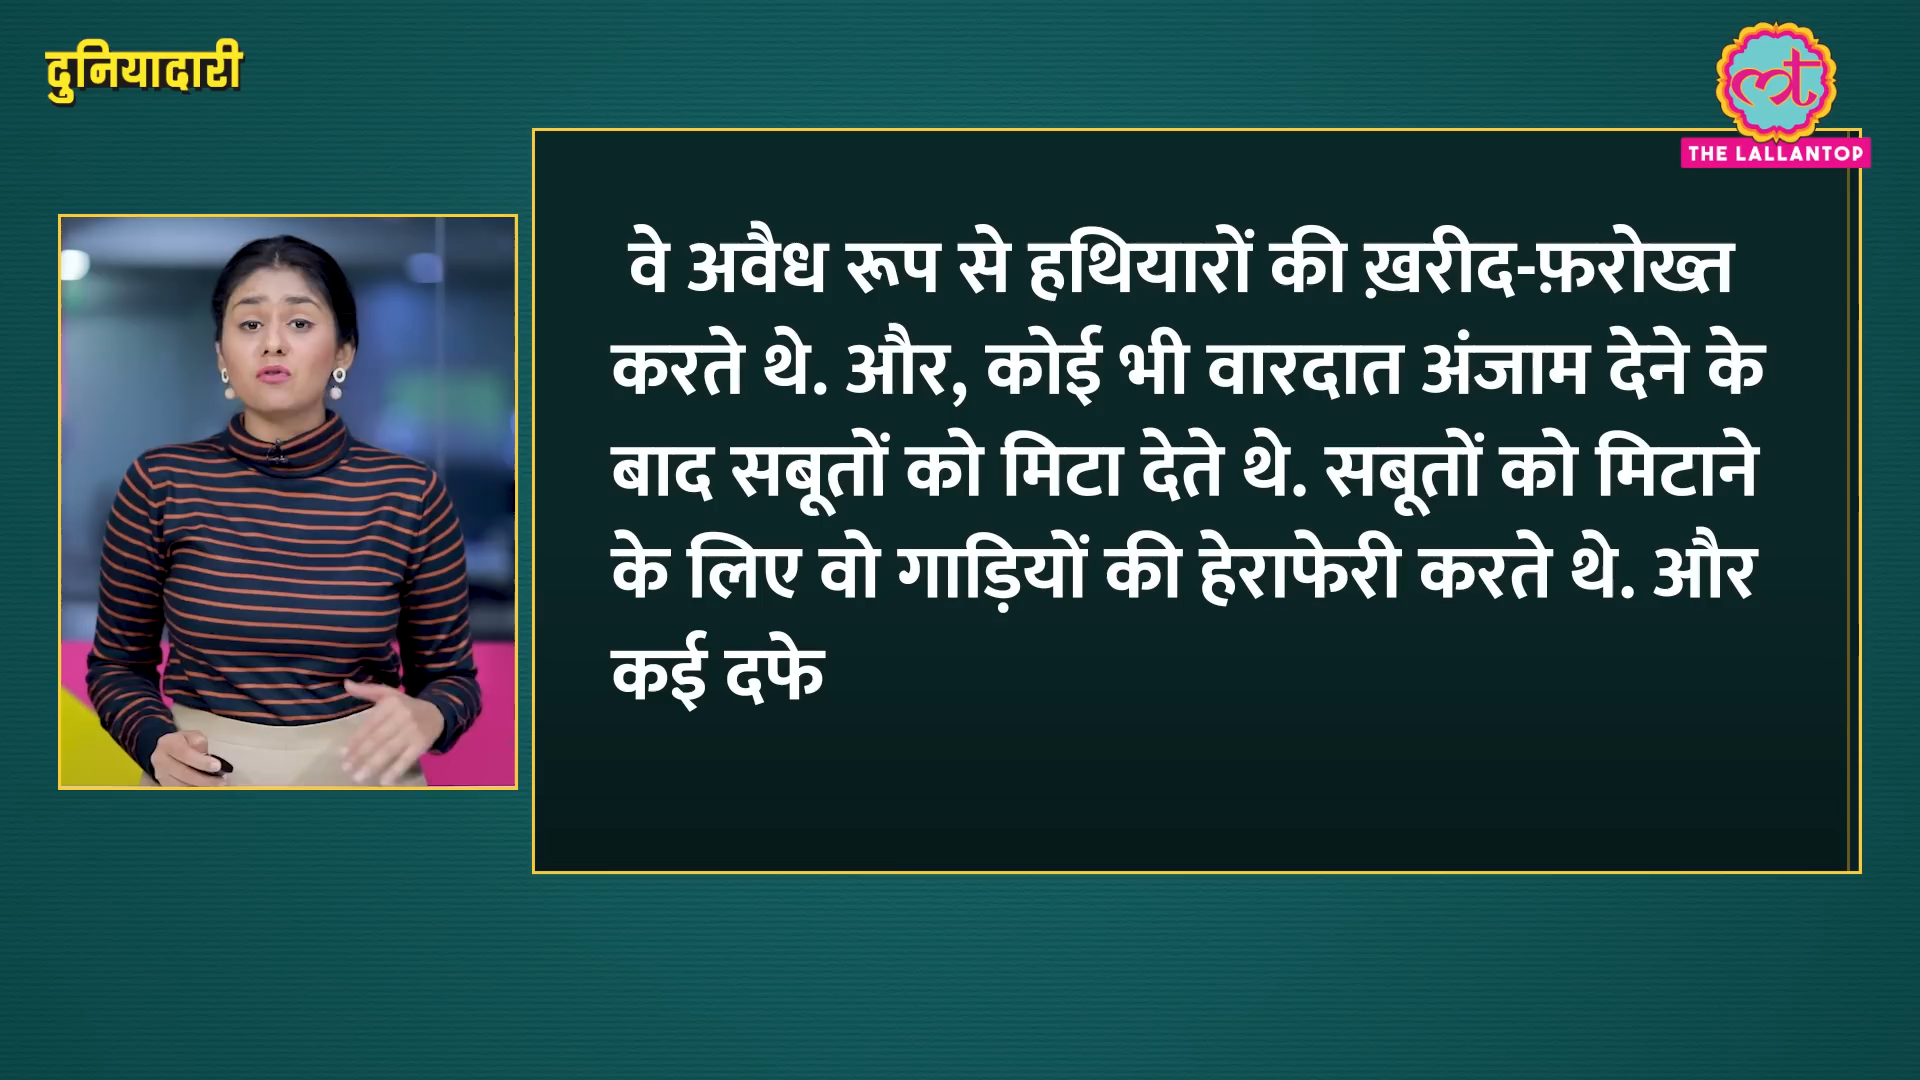 दुनियादारी
THE LALLANTOP
वे अवैध रूप से हथियारों की ख़रीद-फ़रोख्त
करते थे. और, कोई भी वारदात अंजाम देने के
बाद सबूतों को मिटा देते थे. सबूतों को मिटाने
के लिए वो गाड़ियों की हेराफेरी करते थे. और
कई दफे